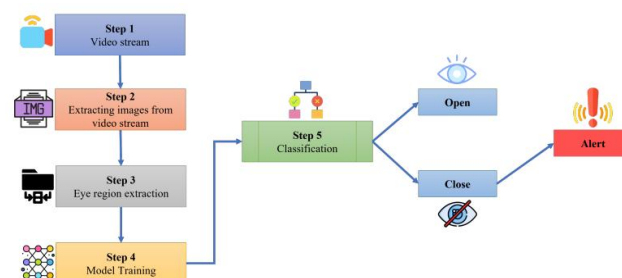 Step 1
Video stream
IMG
Step 2
Extracting images from
video stream
Step 3
Eye region extraction
Step 4
Model Training
Step 5
Classification
Open
Close
Alert